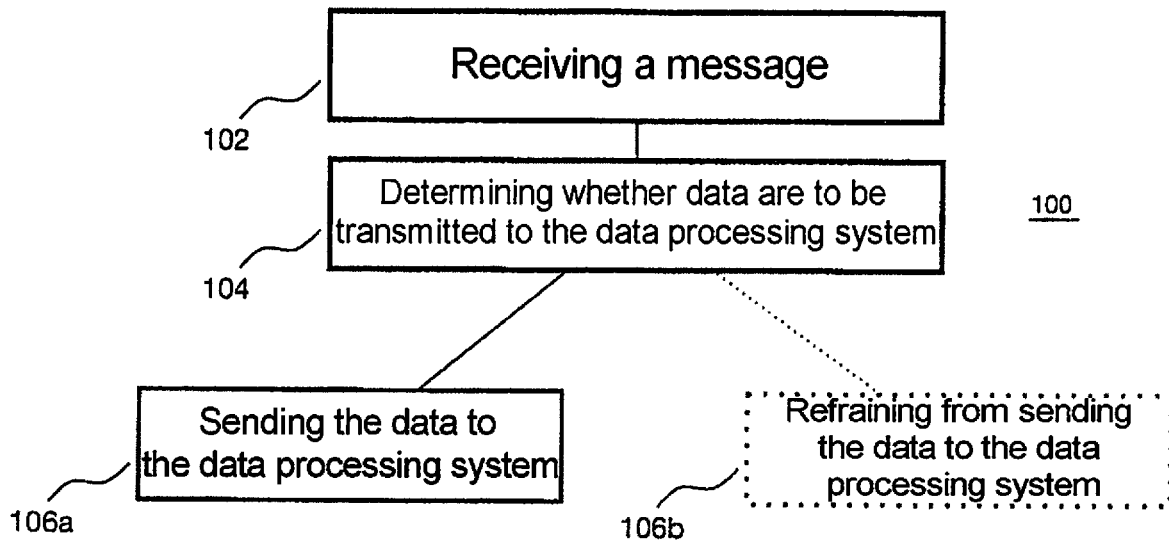 Receiving a message
102
Determining whether data are to be
transmitted to the data processing system
100
104
Sending the data to
the data processing system
106a
Refraining from sending
the data to the data
processing system
106b